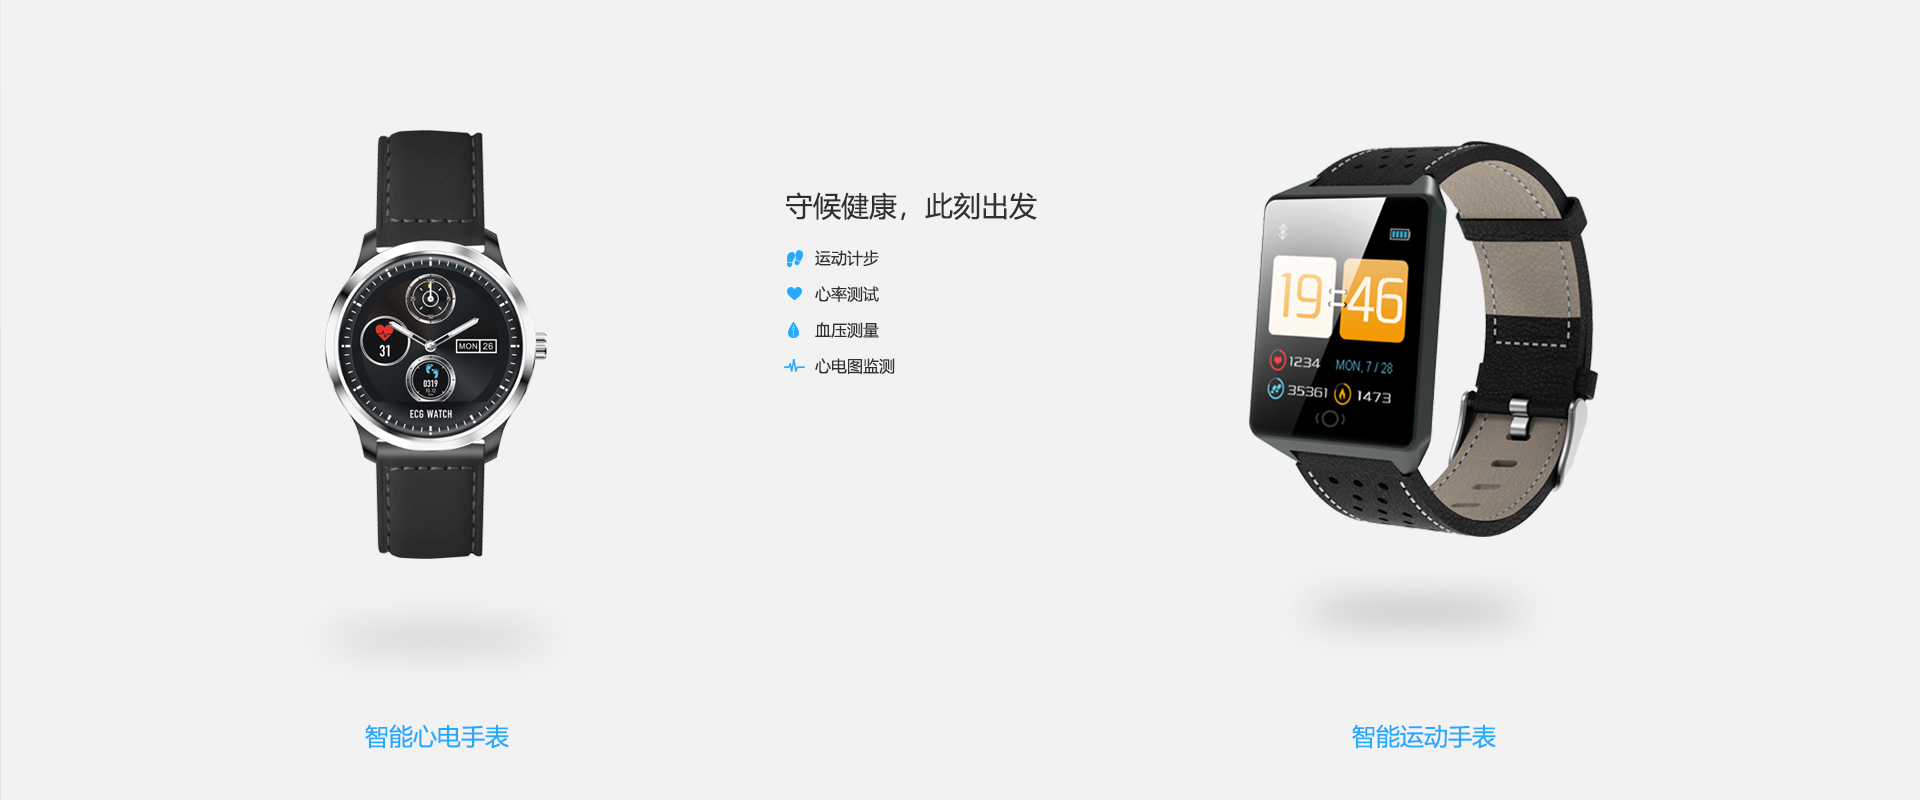 31
MON 26
0319
ECG WATCH
守候健康，此刻出发
运动计步
心率测试
血压测量
心电图监测
19:46
1234 MON, 7 / 28
35361 1473
智能心电手表
智能运动手表